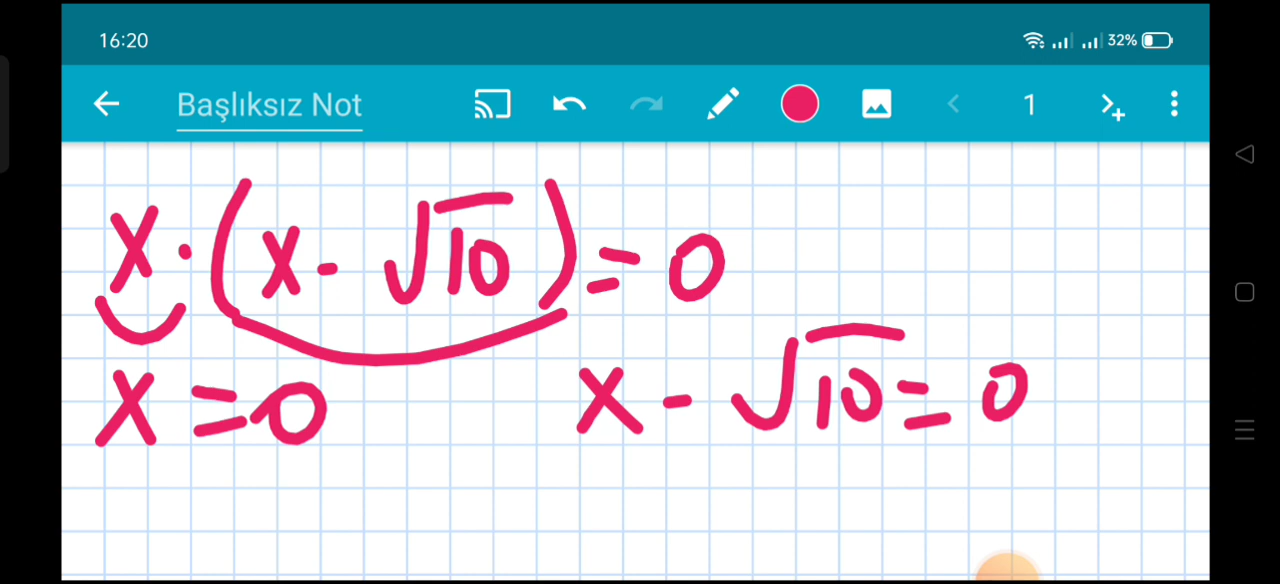 16:20 32%
Başlıksız Not 1
x·(x-√10)=0
x=0 x-√10=0